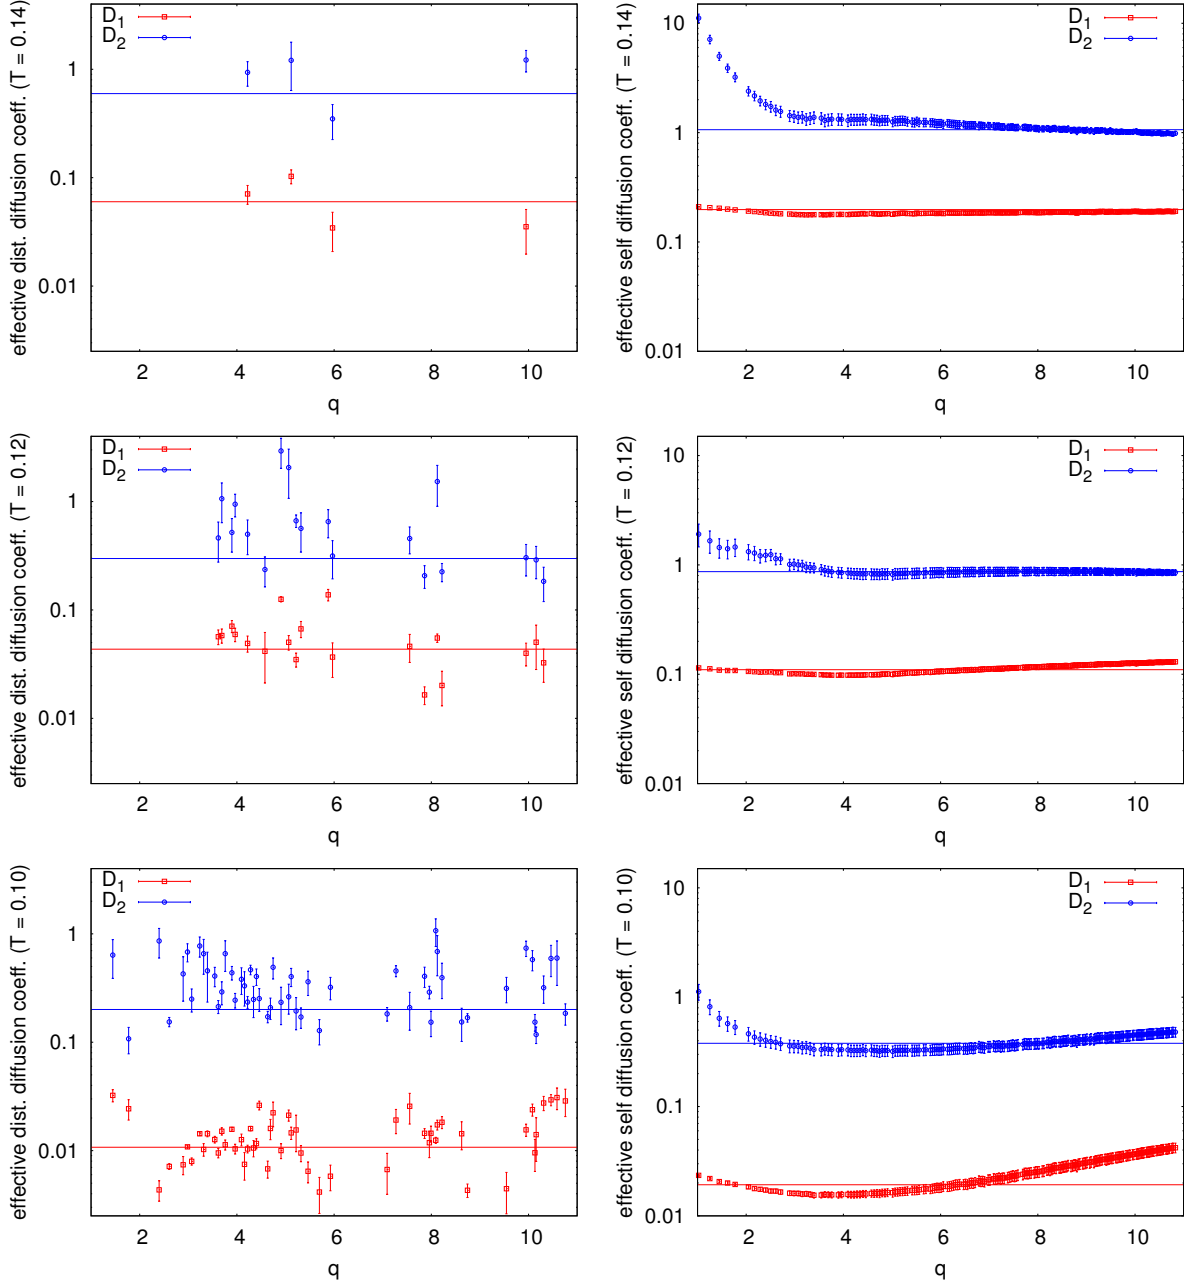 effective dist. diffusion coeff. (T = 0.14)
D1
D2
1
0.1
0.01
2 4 6 8 10
q
effective self diffusion coeff. (T = 0.14)
D1
D2
10
1
0.1
0.01
2 4 6 8 10
q
effective dist. diffusion coeff. (T = 0.12)
D1
D2
1
0.1
0.01
2 4 6 8 10
q
effective self diffusion coeff. (T = 0.12)
D1
D2
10
1
0.1
0.01
2 4 6 8 10
q
effective dist. diffusion coeff. (T = 0.10)
D1
D2
1
0.1
0.01
2 4 6 8 10
q
effective self diffusion coeff. (T = 0.10)
D1
D2
10
1
0.1
0.01
2 4 6 8 10
q